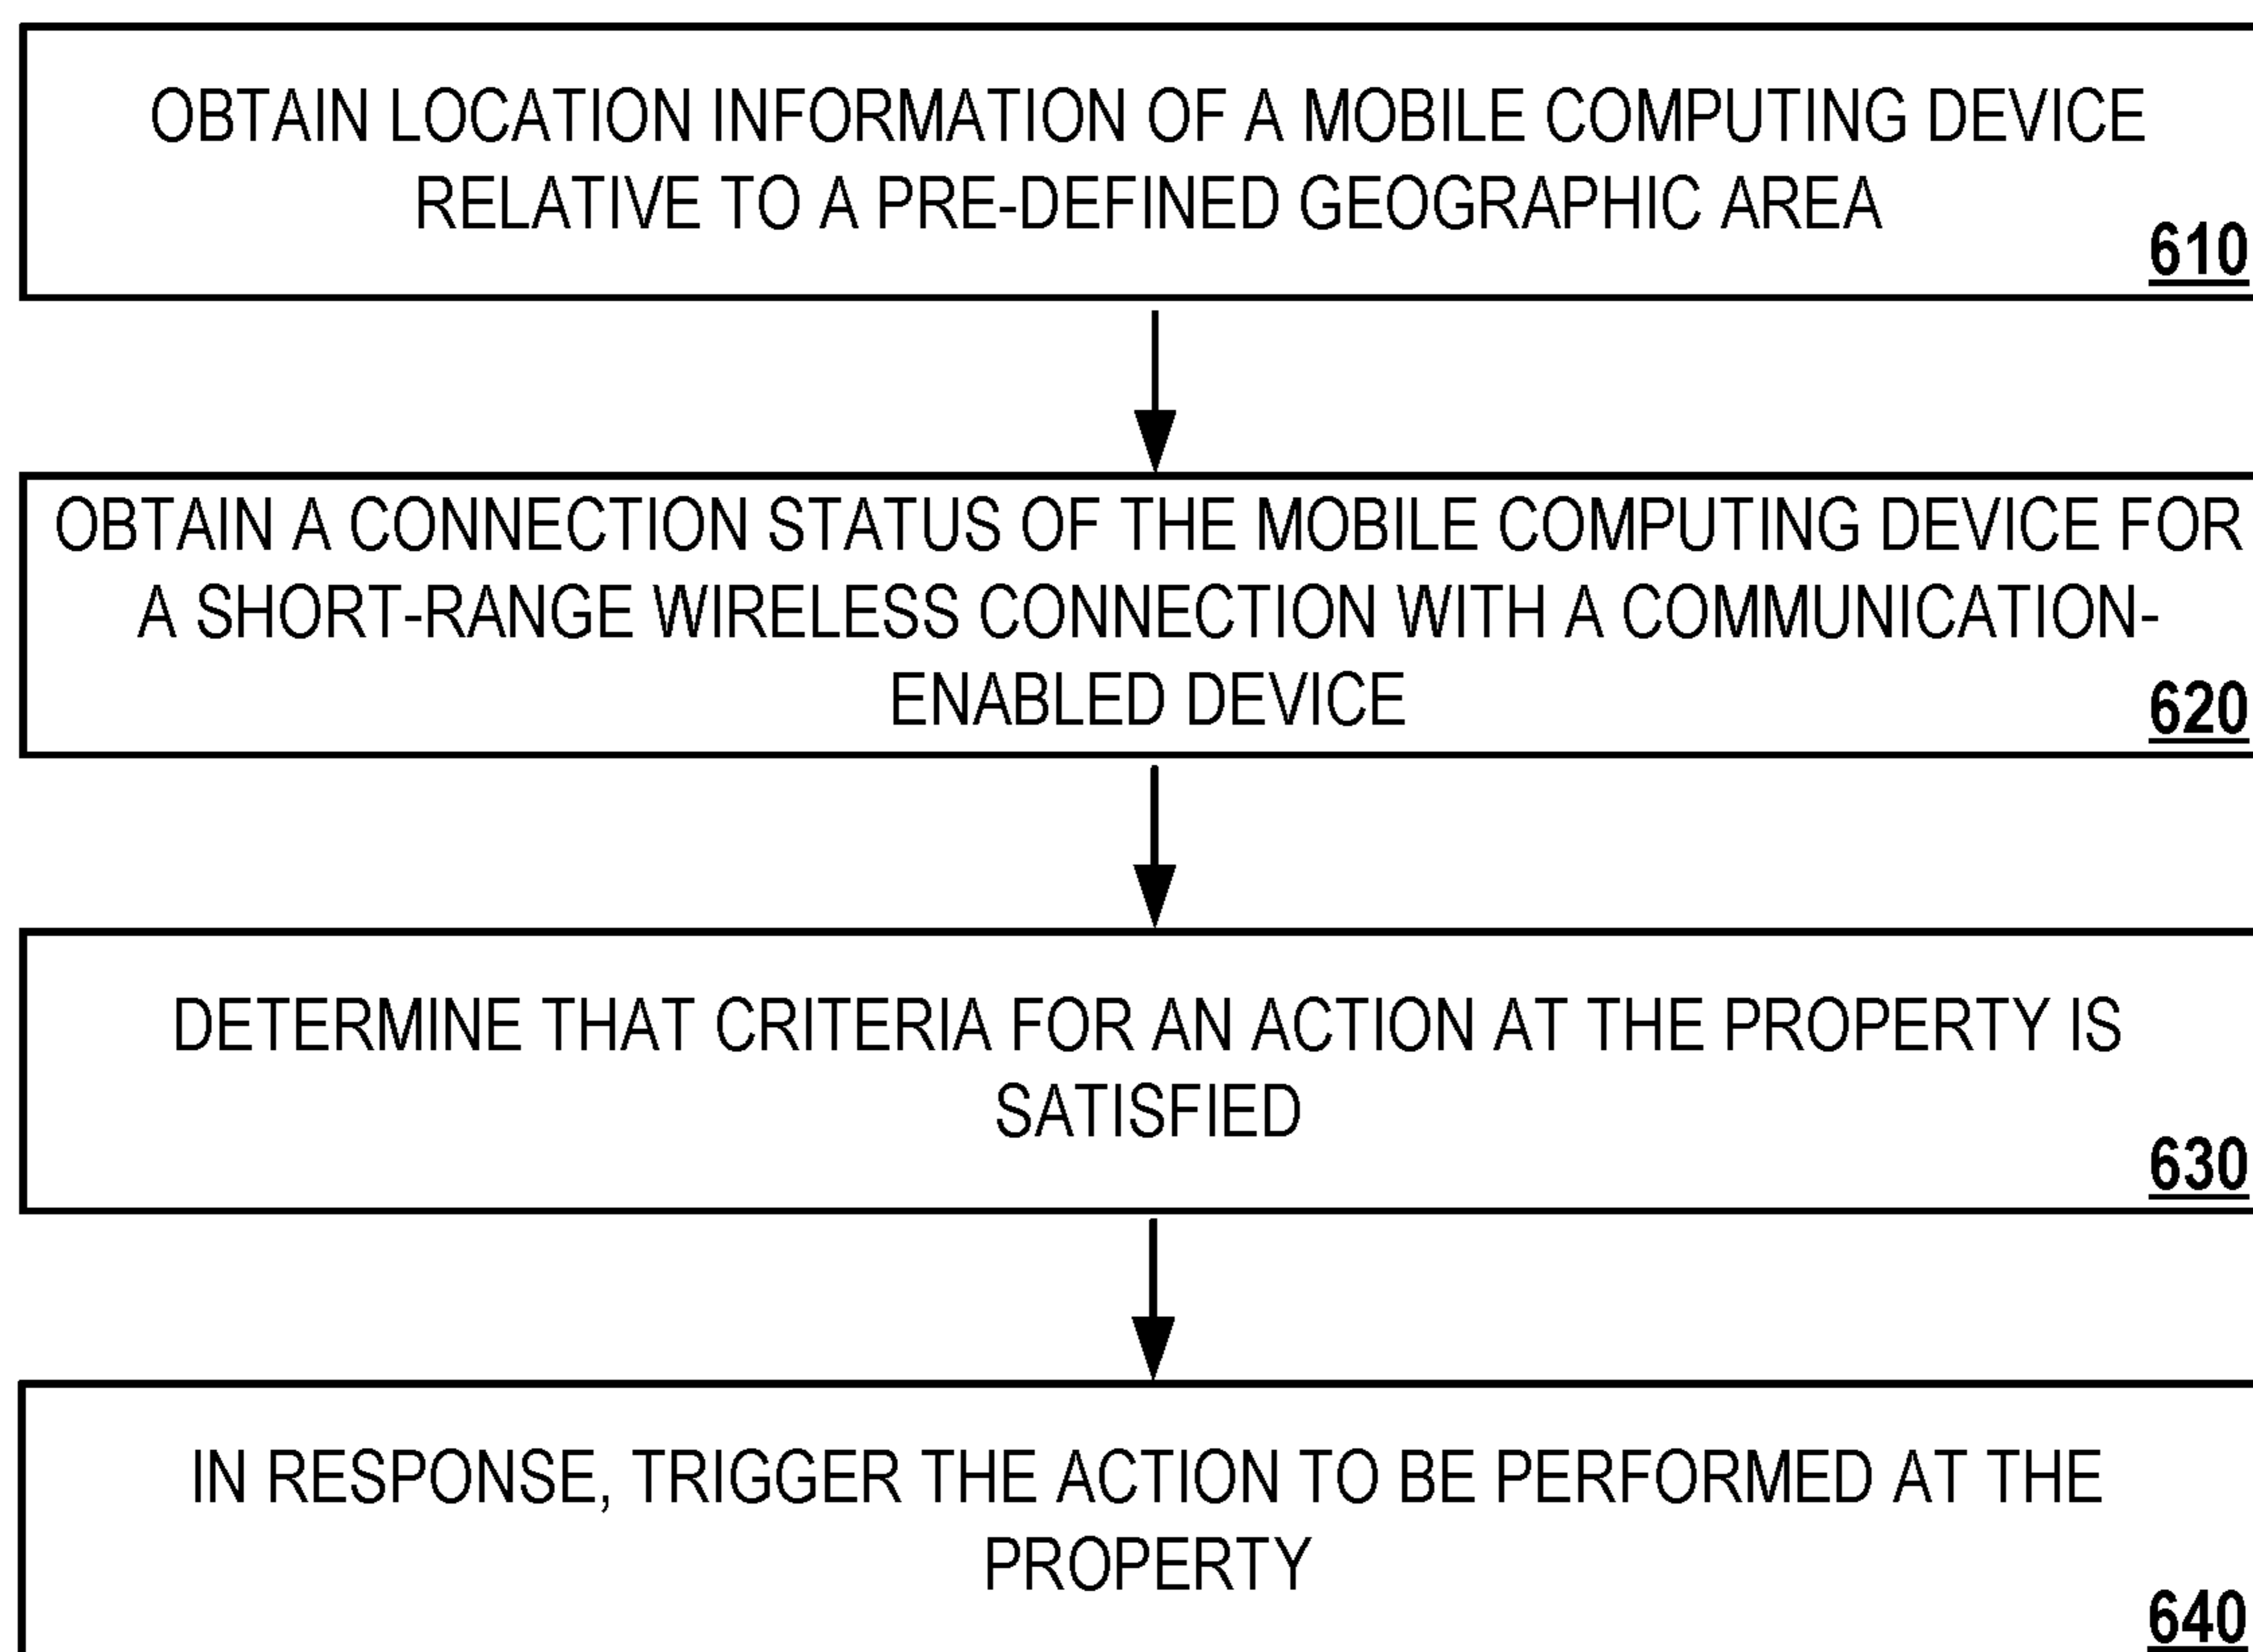 OBTAIN LOCATION INFORMATION OF A MOBILE COMPUTING DEVICE
RELATIVE TO A PRE-DEFINED GEOGRAPHIC AREA
610
OBTAIN A CONNECTION STATUS OF THE MOBILE COMPUTING DEVICE FOR
A SHORT-RANGE WIRELESS CONNECTION WITH A COMMUNICATION-
ENABLED DEVICE
620
DETERMINE THAT CRITERIA FOR AN ACTION AT THE PROPERTY IS
SATISFIED
630
IN RESPONSE, TRIGGER THE ACTION TO BE PERFORMED AT THE
PROPERTY
640